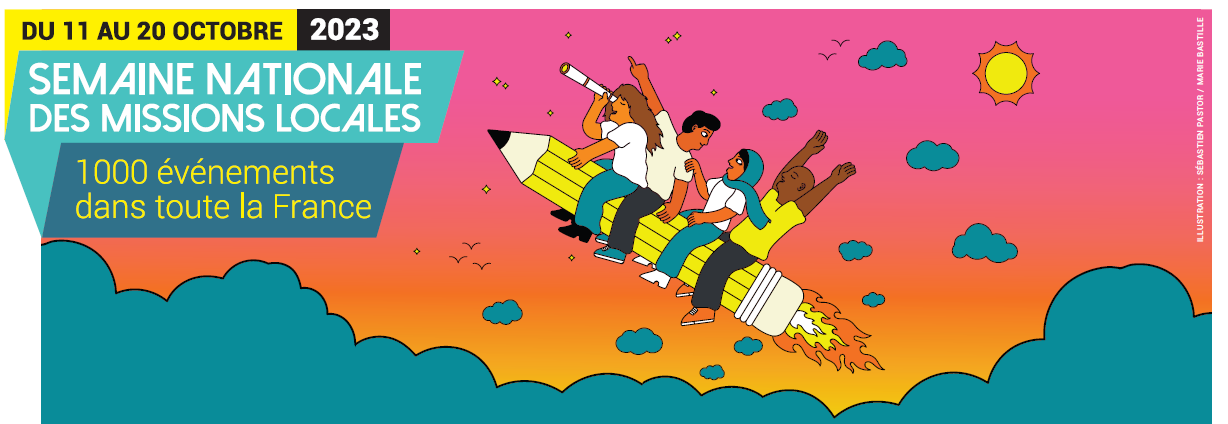 DU 11 AU 20 OCTOBRE 2023
SEMAINE NATIONALE
DES MISSIONS LOCALES
1000 événements
dans toute la France
ILLUSTRATION : SÉBASTIEN PASTOR / MARIE BASTILLE